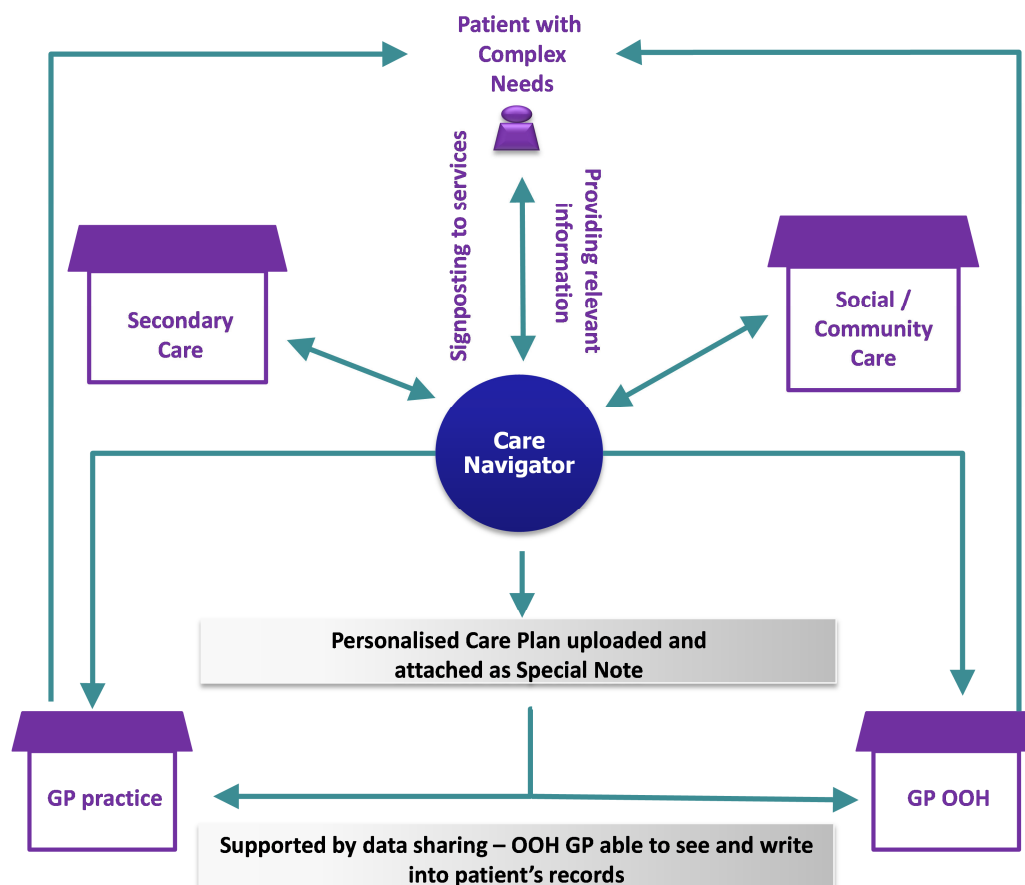 Patient with
Complex
Needs
Signposting to services
Providing relevant
information
Secondary
Care
Social /
Community
Care
Care
Navigator
Personalised Care Plan uploaded and
attached as Special Note
GP practice
GP OOH
Supported by data sharing – OOH GP able to see and write
into patient's records